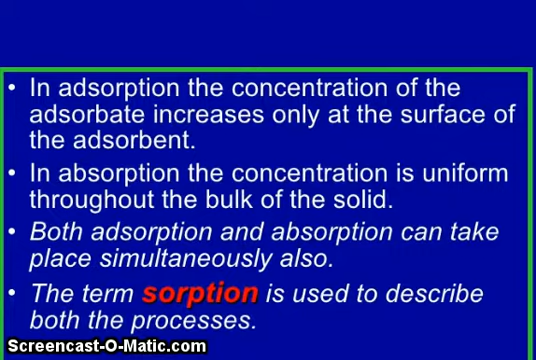 • In adsorption the concentration of the
adsorbate increases only at the surface of
the adsorbent.
• In absorption the concentration is uniform
throughout the bulk of the solid.
• Both adsorption and absorption can take
place simultaneously also.
• The term sorption is used to describe
both the processes.
Screencast-O-Matic.com